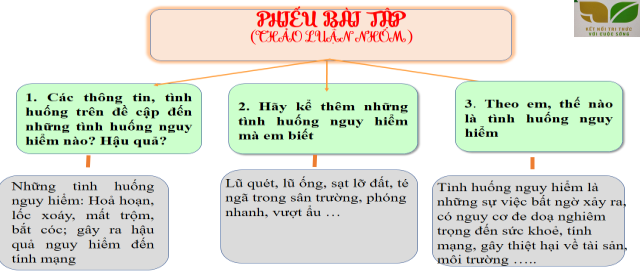 PHIẾU BÀI TẬP
(THẢO LUẬN NHÓM)
KẾT NỐI TRI THỨC
VỚI CUỘC SỐNG
1. Các thông tin, tình
huống trên đề cập đến
những tình huống nguy
hiểm nào? Hậu quả?
2. Hãy kể thêm những
tình huống nguy hiểm
mà em biết
3. Theo em, thế nào
là tình huống nguy
hiểm
Những tình huống
nguy hiểm: Hoả hoạn,
lốc xoáy, mất trộm,
bắt cóc; gây ra hậu
quả nguy hiểm đến
tính mạng
Lũ quét, lũ ống, sạt lỡ đất, té
ngã trong sân trường, phóng
nhanh, vượt ẩu …
Tình huống nguy hiểm là
những sự việc bất ngờ xảy ra,
có nguy cơ đe doạ nghiêm
trọng đến sức khoẻ, tính
mạng, gây thiệt hại về tài sản,
môi trường …..